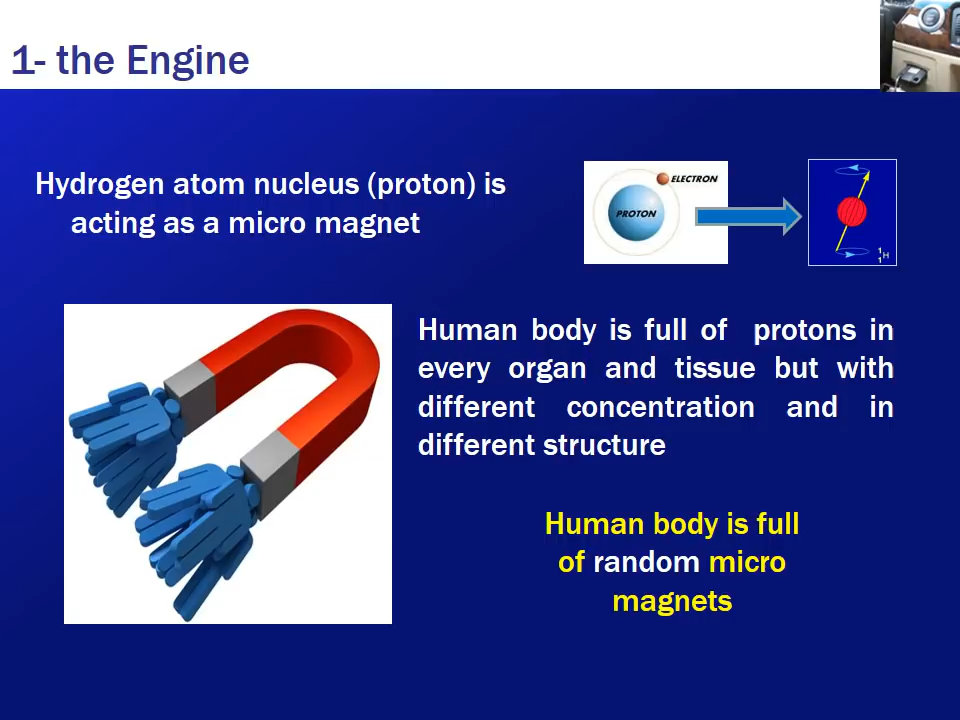 1- the Engine
Hydrogen atom nucleus (proton) is
acting as a micro magnet
ELECTRON
PROTON
1
1H
Human body is full of protons in
every organ and tissue but with
different concentration and in
different structure
Human body is full
of random micro
magnets